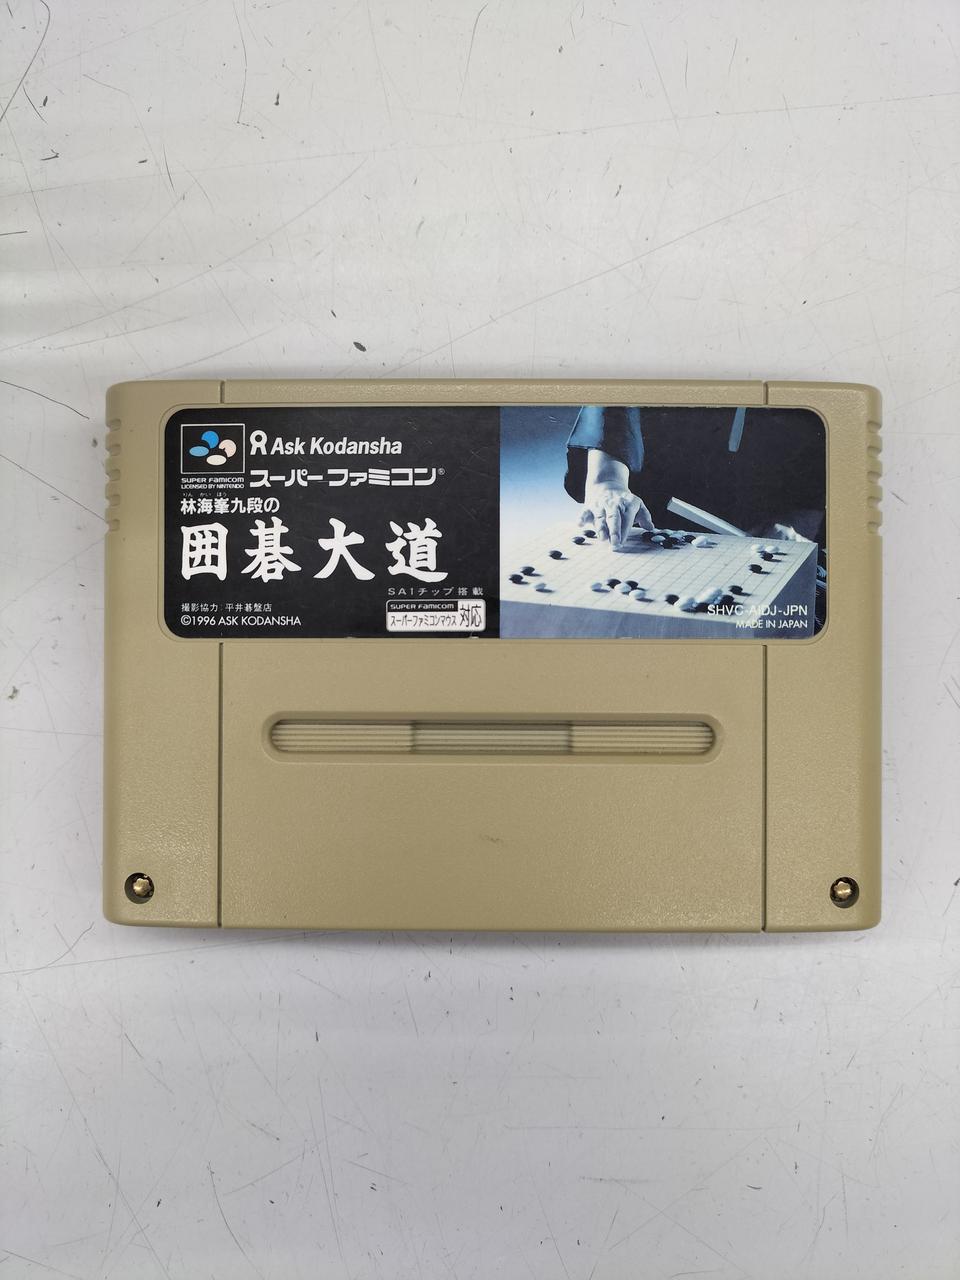 Ask Kodansha
スーパーファミコン®
SUPER FAMICOM
LICENSED BY NINTENDO
りん かい ほう
林海峯九段の
囲碁大道
SA1チップ搭載
撮影協力:平井碁盤店
©1996 ASK KODANSHA
SUPER FAMICOM
スーパーファミコンマウス
対応
SHVC-AIDJ-JPN
MADE IN JAPAN